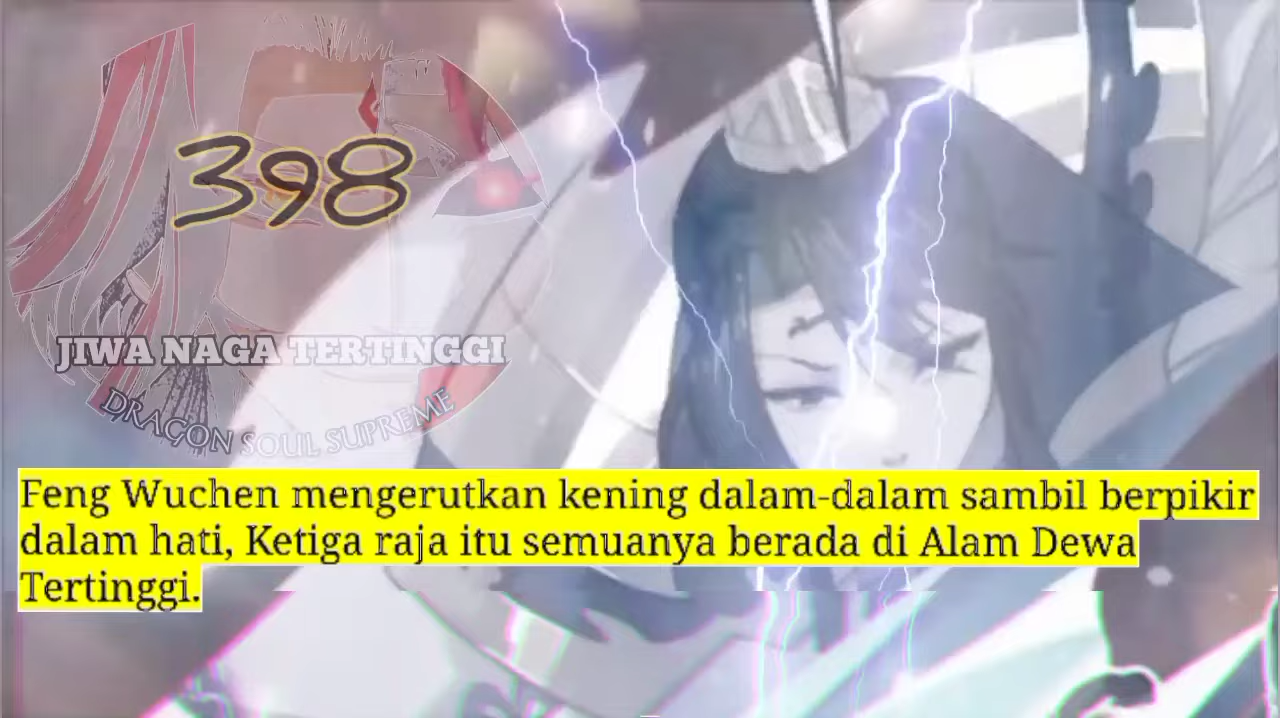 398
JIWA NAGA TERTINGGI
DRAGON SOUL SUPREME
Feng Wuchen mengerutkan kening dalam-dalam sambil berpikir
dalam hati, Ketiga raja itu semuanya berada di Alam Dewa
Tertinggi.